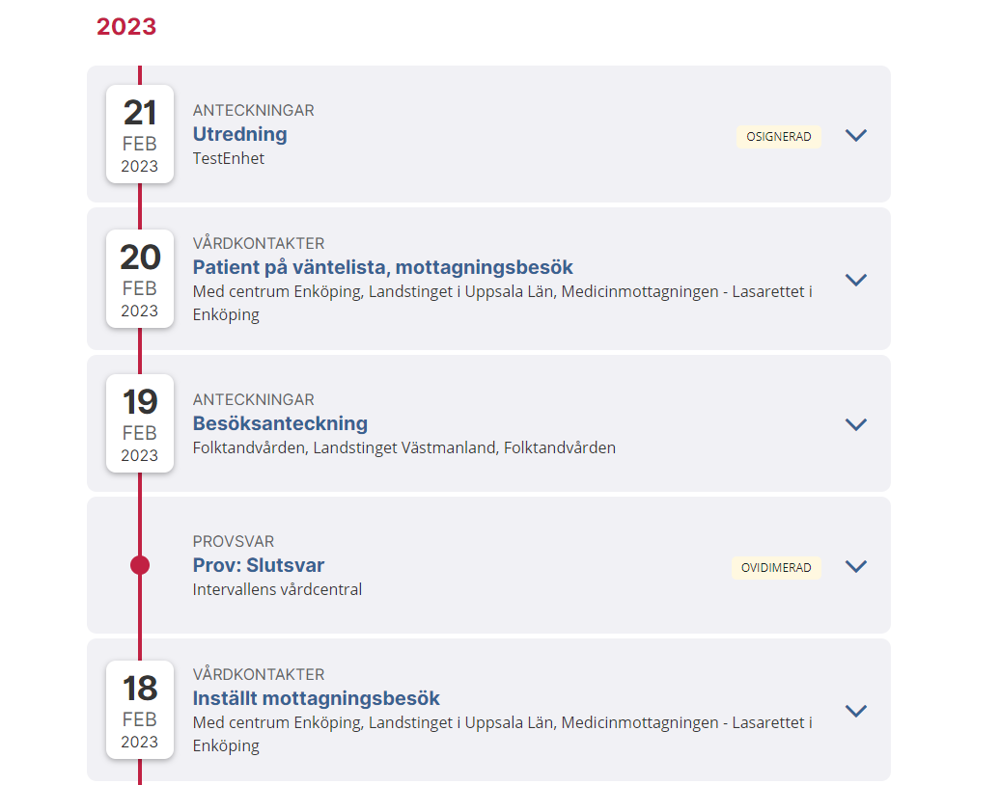 2023
21
FEB
2023
ANTECKNINGAR
Utredning
TestEnhet
OSIGNERAD
20
FEB
2023
VÅRDKONTAKTER
Patient på väntelista, mottagningsbesök
Med centrum Enköping, Landstinget i Uppsala Län, Medicinmottagningen - Lasarettet i
Enköping
19
FEB
2023
ANTECKNINGAR
Besöksanteckning
Folktandvården, Landstinget Västmanland, Folktandvården
PROVSVAR
Prov: Slutsvar
Intervallens vårdcentral
OVIDIMERAD
18
FEB
2023
VÅRDKONTAKTER
Inställt mottagningsbesök
Med centrum Enköping, Landstinget i Uppsala Län, Medicinmottagningen - Lasarettet i
Enköping